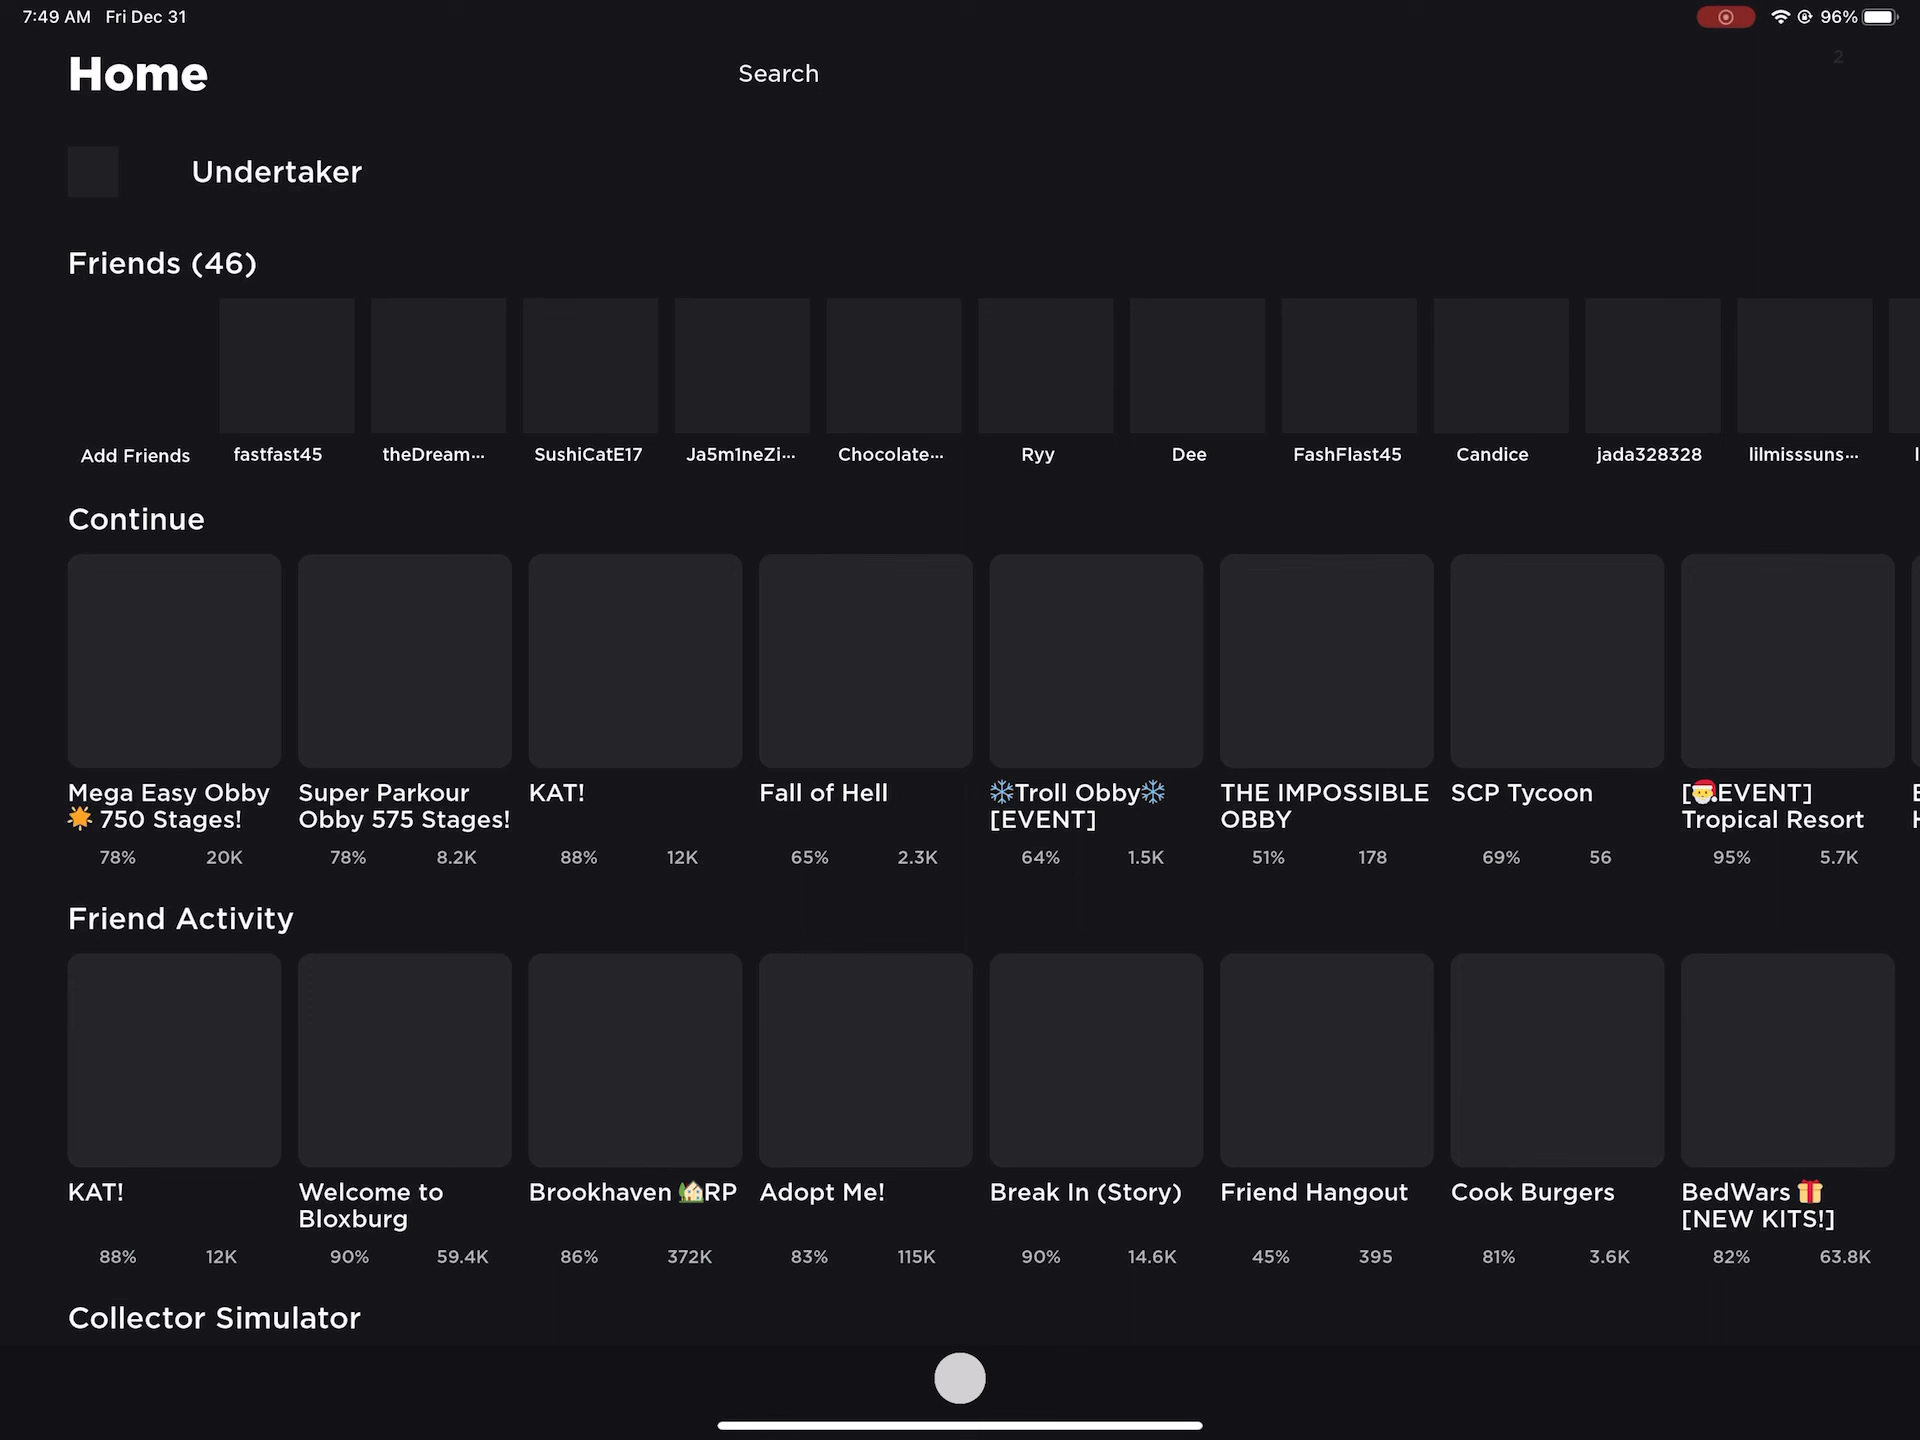 7:49 AM Fri Dec 31
96%
2
Home
Search
Undertaker
Friends (46)
Add Friends
fastfast45
theDream...
SushiCatE17
Ja5m1neZi...
Chocolate...
Ryy
Dee
FashFlast45
Candice
jada328328
lilmisssuns...
Continue
Mega Easy Obby
☀️ 750 Stages!
78% 20K
Super Parkour
Obby 575 Stages!
78% 8.2K
KAT!
88% 12K
Fall of Hell
65% 2.3K
❄️Troll Obby❄️
[EVENT]
64% 1.5K
THE IMPOSSIBLE
OBBY
51% 178
SCP Tycoon
69% 56
[🎅EVENT]
Tropical Resort
95% 5.7K
Friend Activity
KAT!
88% 12K
Welcome to
Bloxburg
90% 59.4K
Brookhaven 🏡RP
86% 372K
Adopt Me!
83% 115K
Break In (Story)
90% 14.6K
Friend Hangout
45% 395
Cook Burgers
81% 3.6K
BedWars 🎁
[NEW KITS!]
82% 63.8K
Collector Simulator